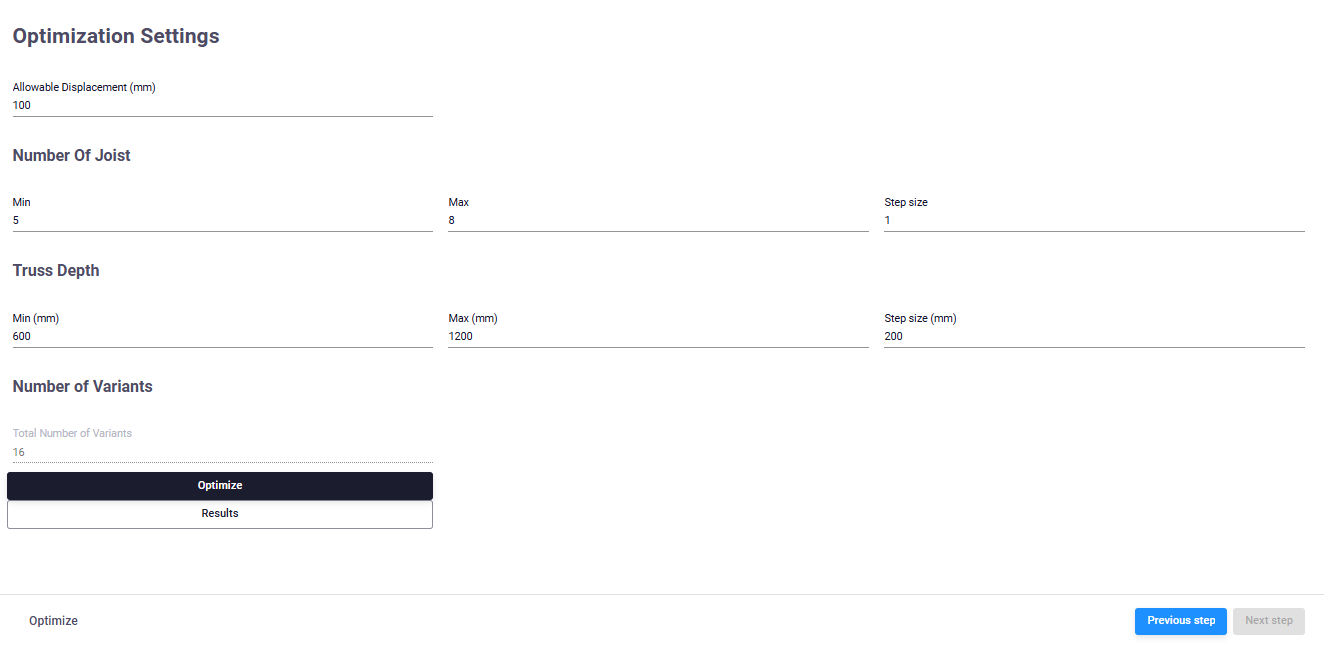 Optimization Settings
Allowable Displacement (mm)
100
Number Of Joist
Min
Max
Step size
5
8
1
Truss Depth
Min (mm)
Max (mm)
Step size (mm)
600
1200
200
Number of Variants
Total Number of Variants
16
Optimize
Results
Optimize
Previous step
Next step